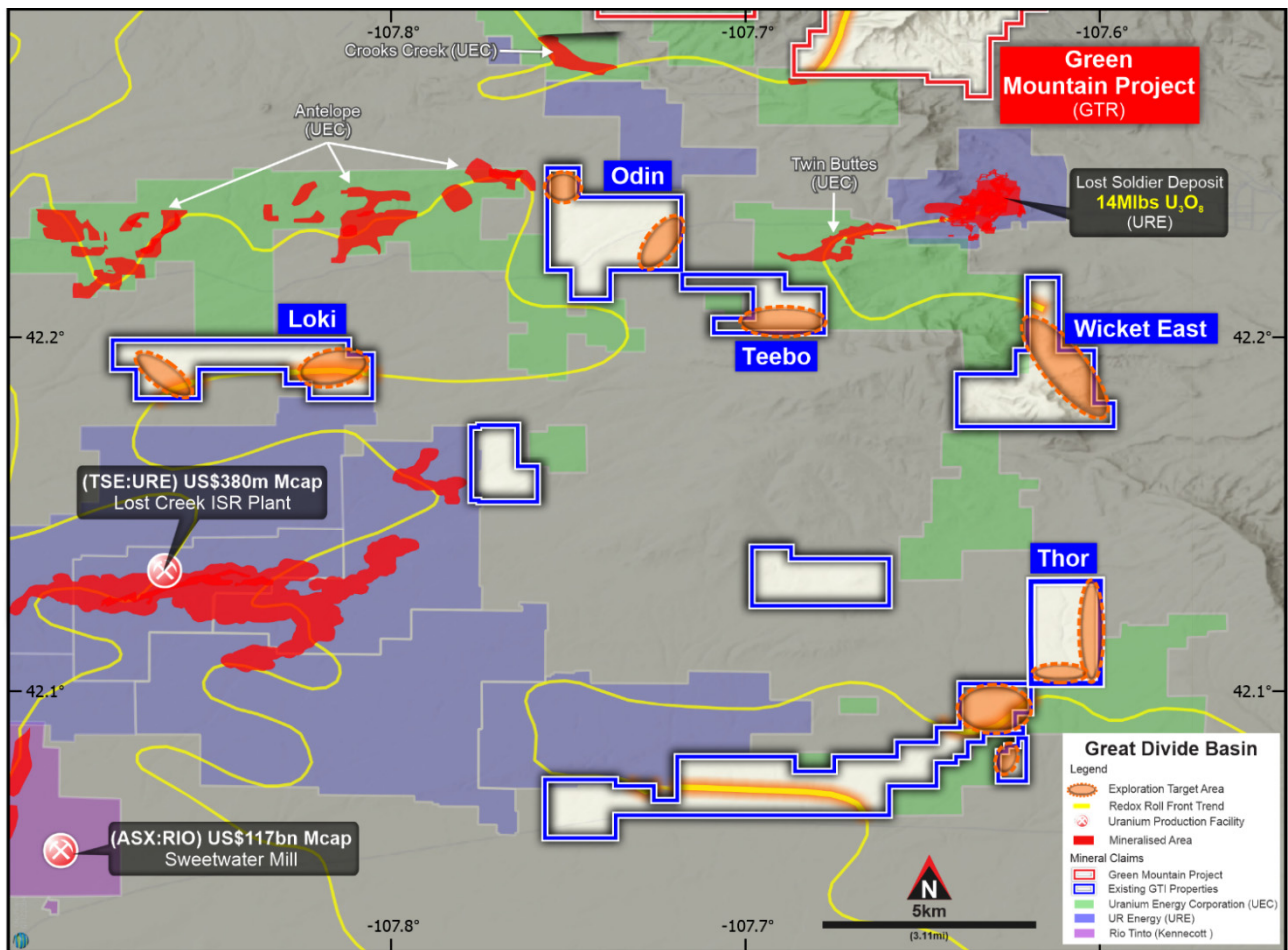 -107.8
-107.7
-107.6
Crooks Creek (UEC)
Green
Mountain Project
(GTR)
Antelope
(UEC)
Odin
Twin Buttes
(UEC)
Lost Soldier Deposit
14Mlbs U₃O₈
(URE)
42.2°
Loki
Teebo
Wicket East
42.2°
(TSE:URE) US$380m Mcap
Lost Creek ISR Plant
Thor
42.1°
42.1°
(ASX:RIO) US$117bn Mcap
Sweetwater Mill
N
5km
(3.11mi)
Great Divide Basin
Legend
Exploration Target Area
Redox Roll Front Trend
Uranium Production Facility
Mineralised Area
Mineral Claims
Green Mountain Project
Existing GTI Properties
Uranium Energy Corporation (UEC)
UR Energy (URE)
Rio Tinto (Kennecott )
-107.8
-107.7
-107.6